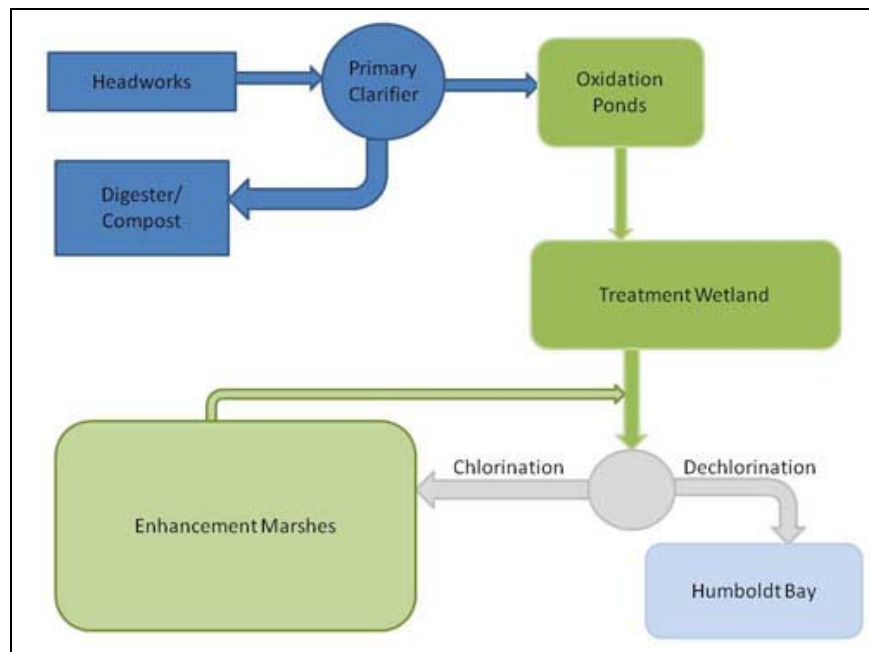 Headworks
Primary
Clarifier
Oxidation
Ponds
Digester/
Compost
Treatment Wetland
Chlorination
Dechlorination
Enhancement Marshes
Humboldt Bay